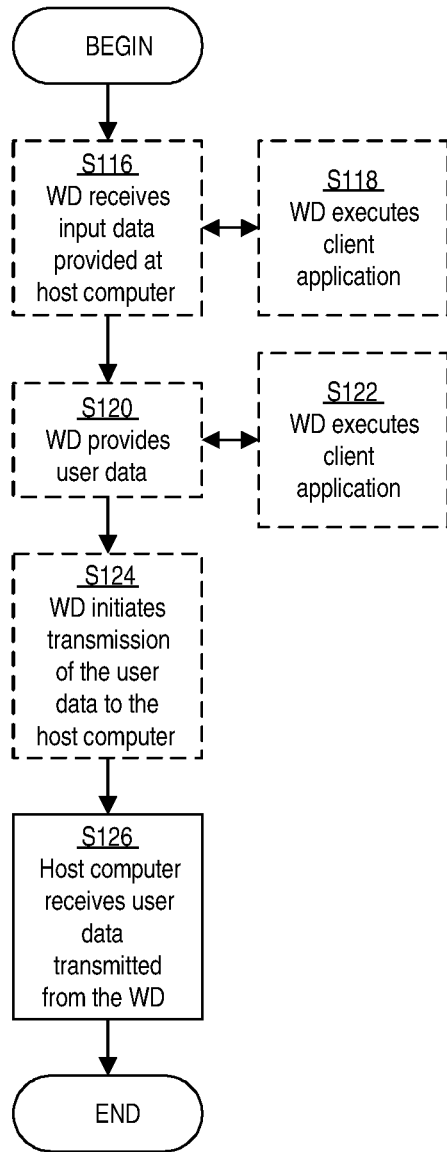 BEGIN
S116
WD receives
input data
provided at
host computer
S118
WD executes
client
application
S120
WD provides
user data
S122
WD executes
client
application
S124
WD initiates
transmission
of the user
data to the
host computer
S126
Host computer
receives user
data
transmitted
from the WD
END